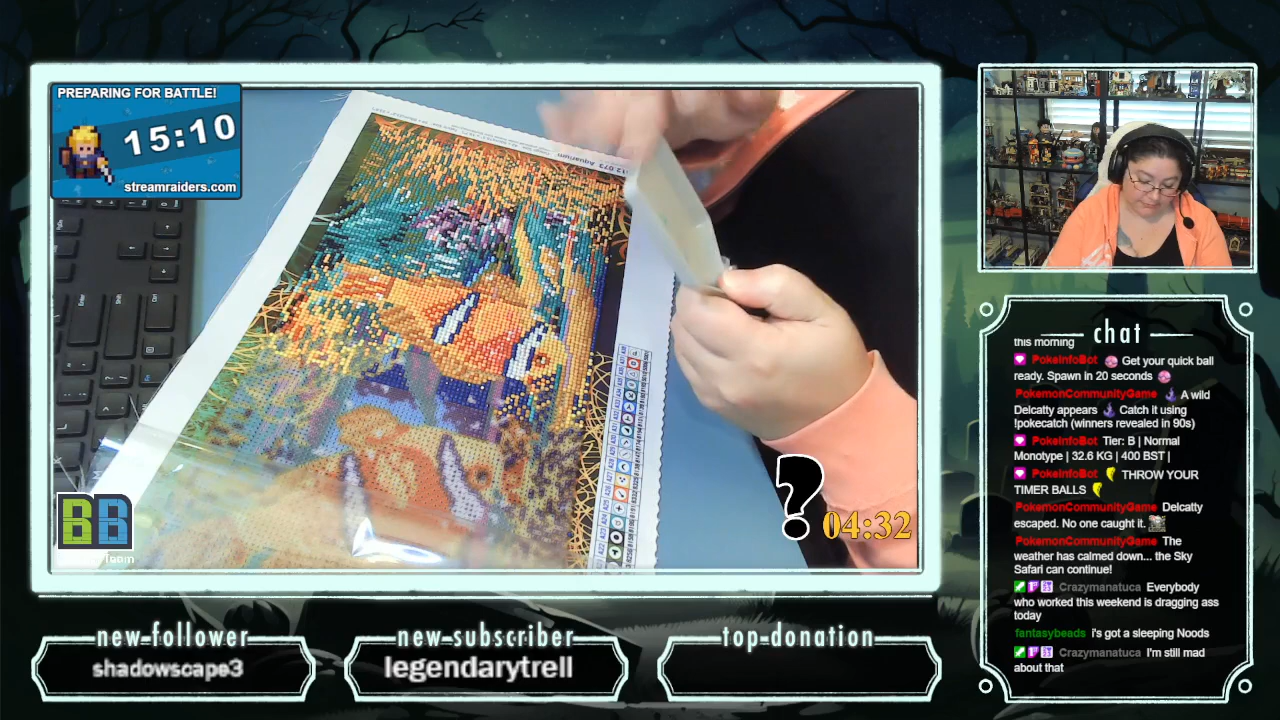 PREPARING FOR BATTLE!
15:10
streamraiders.com
Aquarium
BB
Team
04:32
chat
this morning
PokeInfoBot Get your quick ball
ready. Spawn in 20 seconds
PokemonCommunityGame A wild
Delcatty appears Catch it using
!pokecatch (winners revealed in 90s)
PokeInfoBot Tier: B | Normal
Monotype | 32.6 KG | 400 BST |
PokeInfoBot THROW YOUR
TIMER BALLS
PokemonCommunityGame Delcatty
escaped. No one caught it.
PokemonCommunityGame The
weather has calmed down... the Sky
Safari can continue!
Crazymanatuca Everybody
who worked this weekend is dragging ass
today
fantasybeads i's got a sleeping Noods
Crazymanatuca I'm still mad
about that
new follower
shadowscape3
new subscriber
legendarytrell
top donation